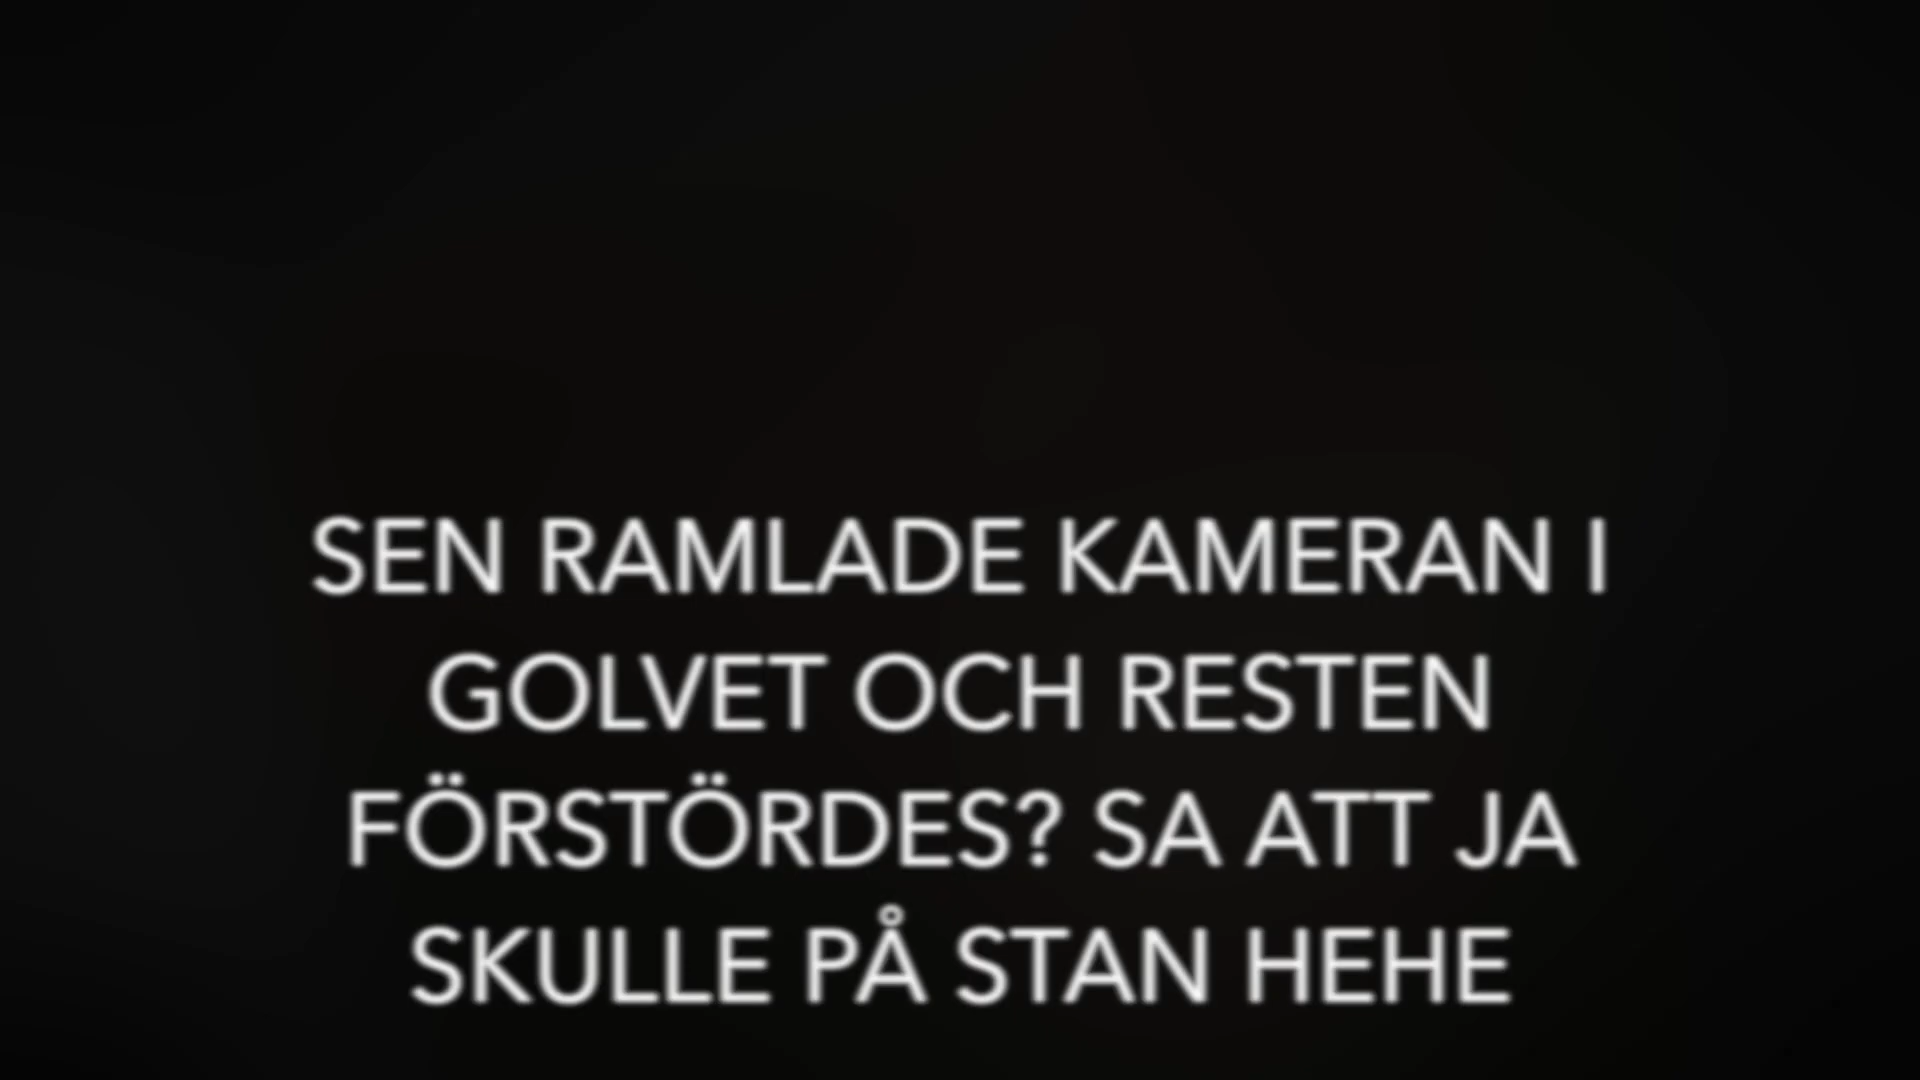 SEN RAMLADE KAMERAN I
GOLVET OCH RESTEN
FÖRSTÖRDES? SA ATT JA
SKULLE PÅ STAN HEHE